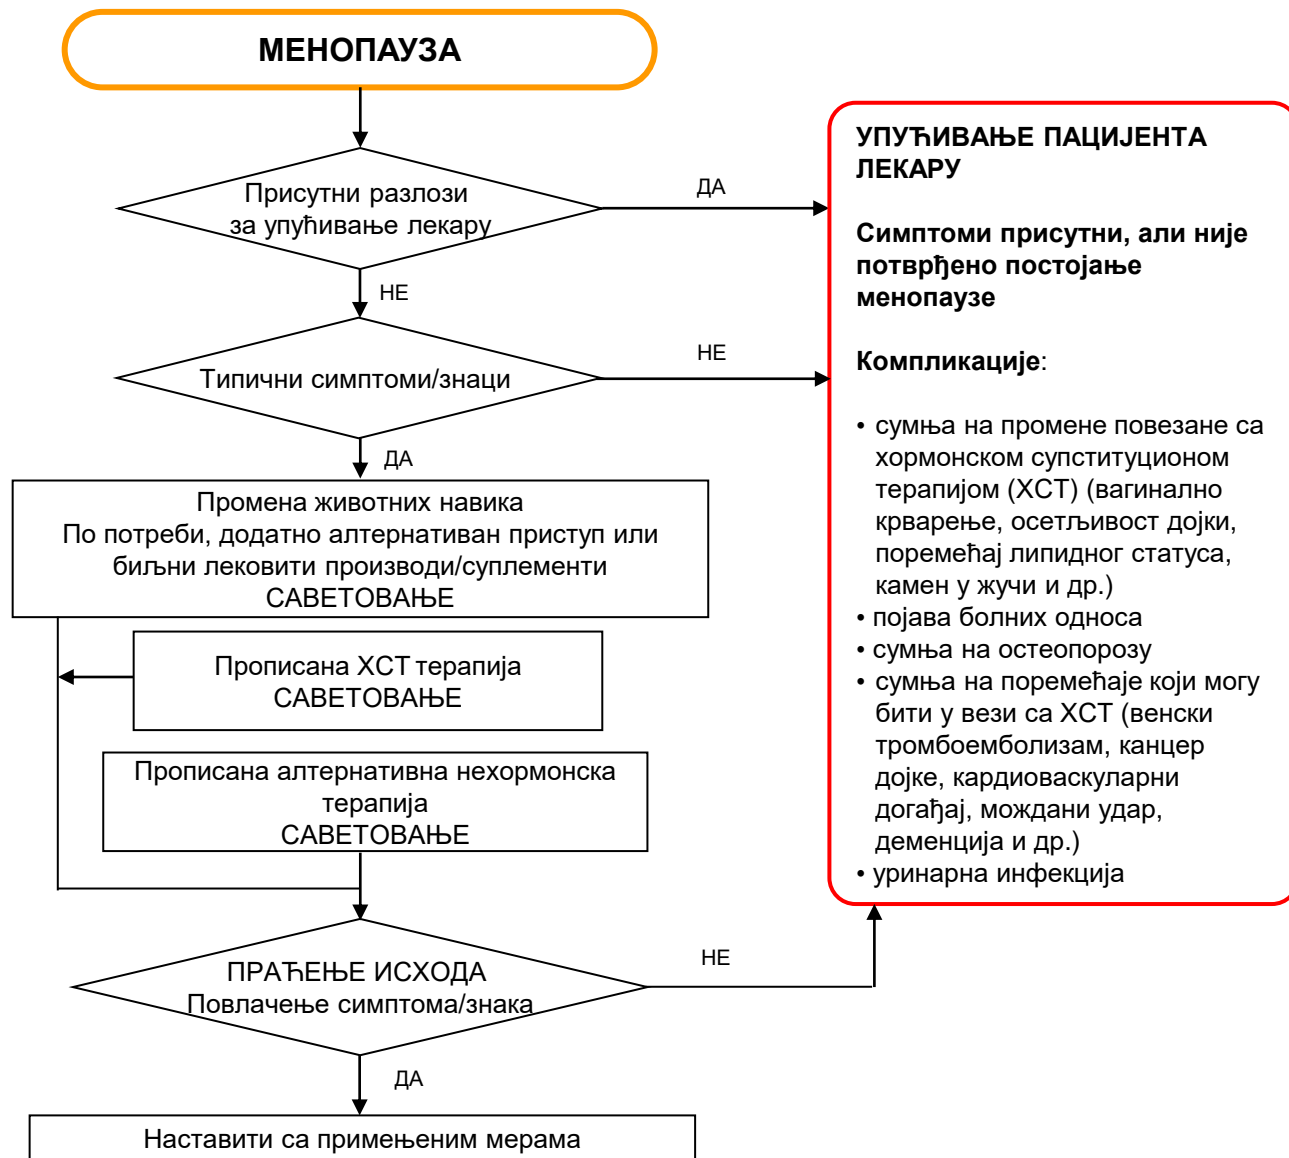 МЕНОПАУЗА
Присутни разлози
за упућивање лекару
ДА
НЕ
Типични симптоми/знаци
НЕ
ДА
Промена животних навика
По потреби, додатно алтернативан приступ или
биљни лековити производи/суплементи
САВЕТОВАЊЕ
Прописана ХСТ терапија
САВЕТОВАЊЕ
Прописана алтернативна нехормонска
терапија
САВЕТОВАЊЕ
ПРАЋЕЊЕ ИСХОДА
Повлачење симптома/знака
НЕ
ДА
Наставити са примењеним мерама
УПУЋИВАЊЕ ПАЦИЈЕНТА
ЛЕКАРУ
Симптоми присутни, али није
потврђено постојање
менопаузе
Компликације:
• сумња на промене повезане са
хормонском супституционом
терапијом (ХСТ) (вагинално
крварење, осетљивост дојки,
поремећај липидног статуса,
камен у жучи и др.)
• појава болних односа
• сумња на остеопорозу
• сумња на поремећаје који могу
бити у вези са ХСТ (венски
тромбоемболизам, канцер
дојке, кардиоваскуларни
догађај, мождани удар,
деменција и др.)
• уринарна инфекција